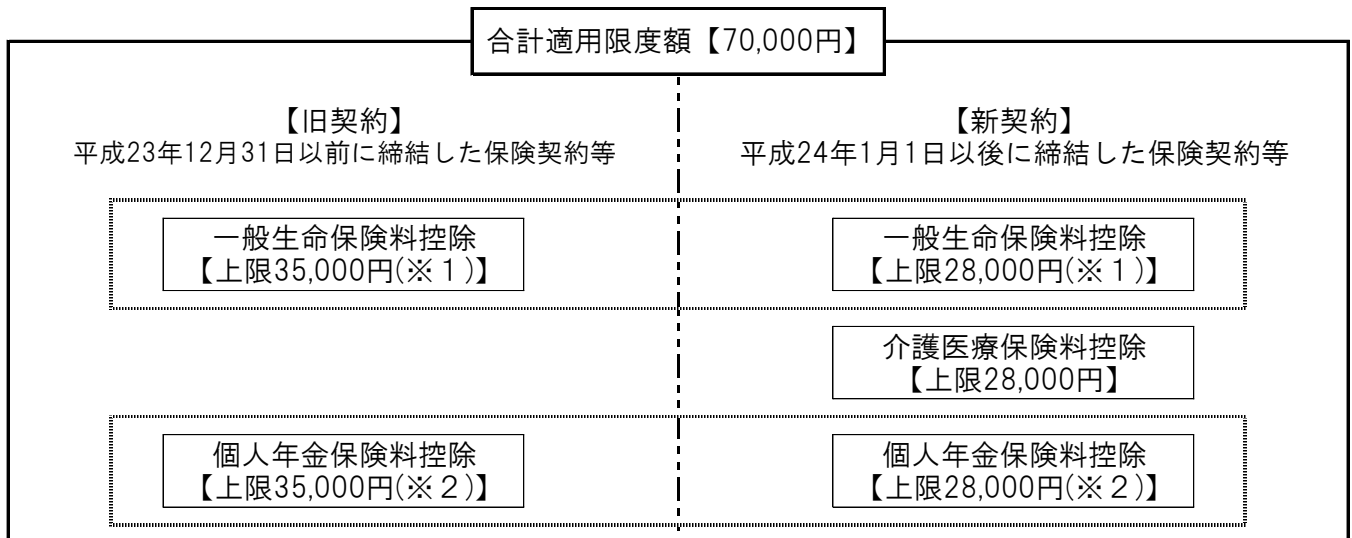 合計適用限度額【70,000円】
【旧契約】
平成23年12月31日以前に締結した保険契約等
【新契約】
平成24年1月1日以後に締結した保険契約等
一般生命保険料控除
【上限35,000円(※１)】
一般生命保険料控除
【上限28,000円(※１)】
介護医療保険料控除
【上限28,000円】
個人年金保険料控除
【上限35,000円(※２)】
個人年金保険料控除
【上限28,000円(※２)】